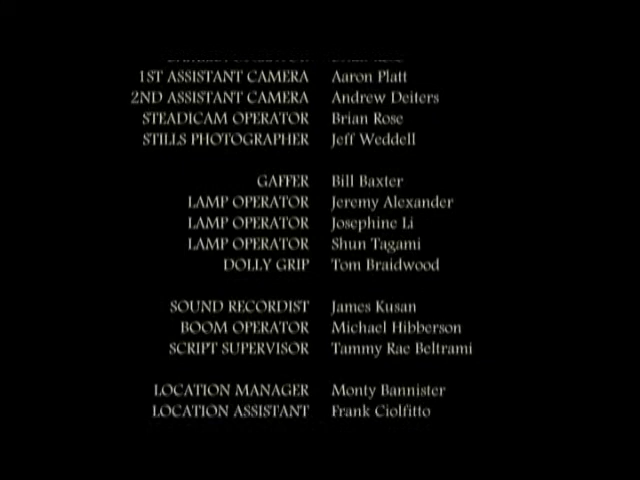 1ST ASSISTANT CAMERA Aaron Platt
2ND ASSISTANT CAMERA Andrew Deiters
STEADICAM OPERATOR Brian Rose
STILLS PHOTOGRAPHER Jeff Weddell
GAFFER Bill Baxter
LAMP OPERATOR Jeremy Alexander
LAMP OPERATOR Josephine Li
LAMP OPERATOR Shun Tagami
DOLLY GRIP Tom Braidwood
SOUND RECORDIST James Kusan
BOOM OPERATOR Michael Hibberson
SCRIPT SUPERVISOR Tammy Rae Beltrami
LOCATION MANAGER Monty Bannister
LOCATION ASSISTANT Frank Ciolfitto